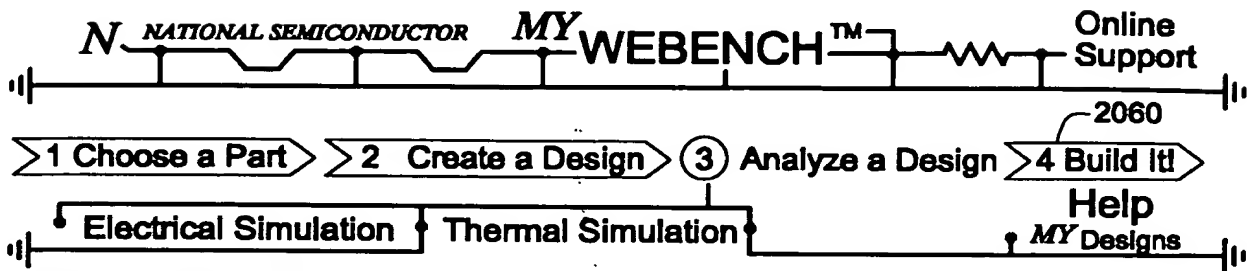 N NATIONAL SEMICONDUCTOR MY WEBENCH™ Online Support
2060
1 Choose a Part 2 Create a Design 3 Analyze a Design 4 Build It!
Electrical Simulation Thermal Simulation Help
MY Designs